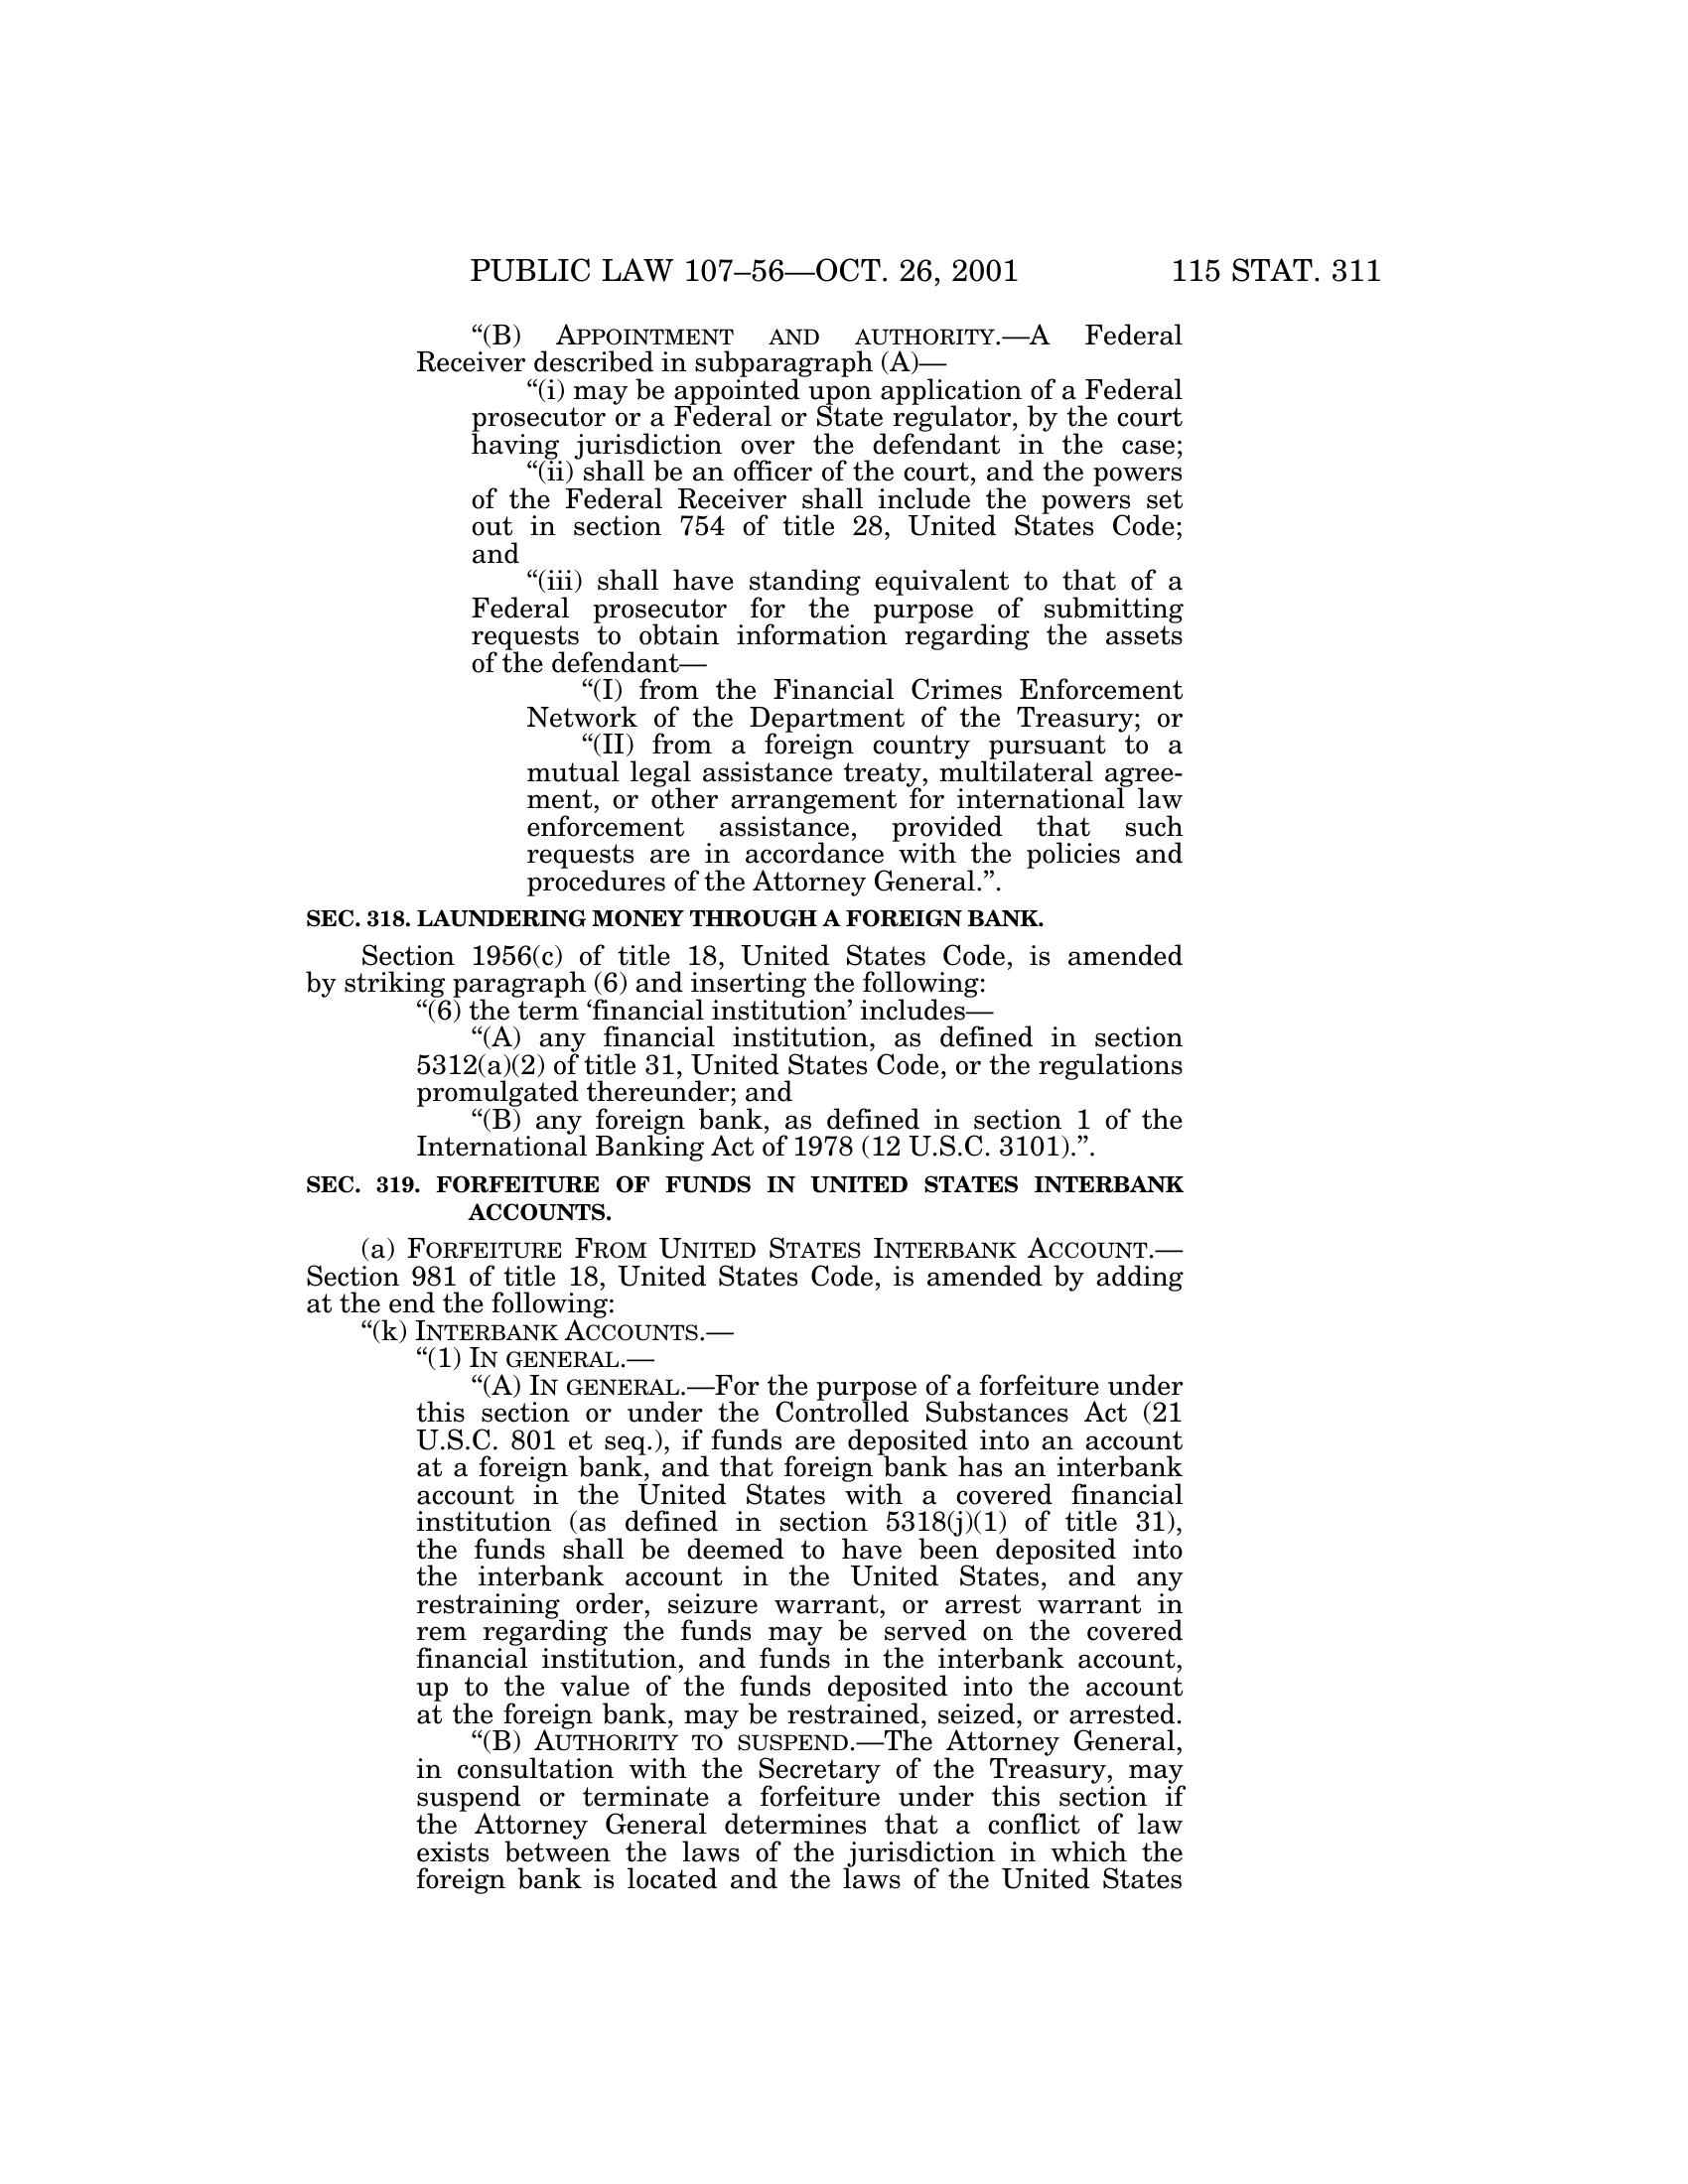 PUBLIC LAW 107–56—OCT. 26, 2001 115 STAT. 311
“(B) APPOINTMENT AND AUTHORITY.—A Federal
Receiver described in subparagraph (A)—
“(i) may be appointed upon application of a Federal
prosecutor or a Federal or State regulator, by the court
having jurisdiction over the defendant in the case;
“(ii) shall be an officer of the court, and the powers
of the Federal Receiver shall include the powers set
out in section 754 of title 28, United States Code;
and
“(iii) shall have standing equivalent to that of a
Federal prosecutor for the purpose of submitting
requests to obtain information regarding the assets
of the defendant—
“(I) from the Financial Crimes Enforcement
Network of the Department of the Treasury; or
“(II) from a foreign country pursuant to a
mutual legal assistance treaty, multilateral agree-
ment, or other arrangement for international law
enforcement assistance, provided that such
requests are in accordance with the policies and
procedures of the Attorney General.”.
SEC. 318. LAUNDERING MONEY THROUGH A FOREIGN BANK.
Section 1956(c) of title 18, United States Code, is amended
by striking paragraph (6) and inserting the following:
“(6) the term ‘financial institution’ includes—
“(A) any financial institution, as defined in section
5312(a)(2) of title 31, United States Code, or the regulations
promulgated thereunder; and
“(B) any foreign bank, as defined in section 1 of the
International Banking Act of 1978 (12 U.S.C. 3101).”.
SEC. 319. FORFEITURE OF FUNDS IN UNITED STATES INTERBANK
ACCOUNTS.
(a) FORFEITURE FROM UNITED STATES INTERBANK ACCOUNT.—
Section 981 of title 18, United States Code, is amended by adding
at the end the following:
“(k) INTERBANK ACCOUNTS.—
“(1) IN GENERAL.—
“(A) IN GENERAL.—For the purpose of a forfeiture under
this section or under the Controlled Substances Act (21
U.S.C. 801 et seq.), if funds are deposited into an account
at a foreign bank, and that foreign bank has an interbank
account in the United States with a covered financial
institution (as defined in section 5318(j)(1) of title 31),
the funds shall be deemed to have been deposited into
the interbank account in the United States, and any
restraining order, seizure warrant, or arrest warrant in
rem regarding the funds may be served on the covered
financial institution, and funds in the interbank account,
up to the value of the funds deposited into the account
at the foreign bank, may be restrained, seized, or arrested.
“(B) AUTHORITY TO SUSPEND.—The Attorney General,
in consultation with the Secretary of the Treasury, may
suspend or terminate a forfeiture under this section if
the Attorney General determines that a conflict of law
exists between the laws of the jurisdiction in which the
foreign bank is located and the laws of the United States